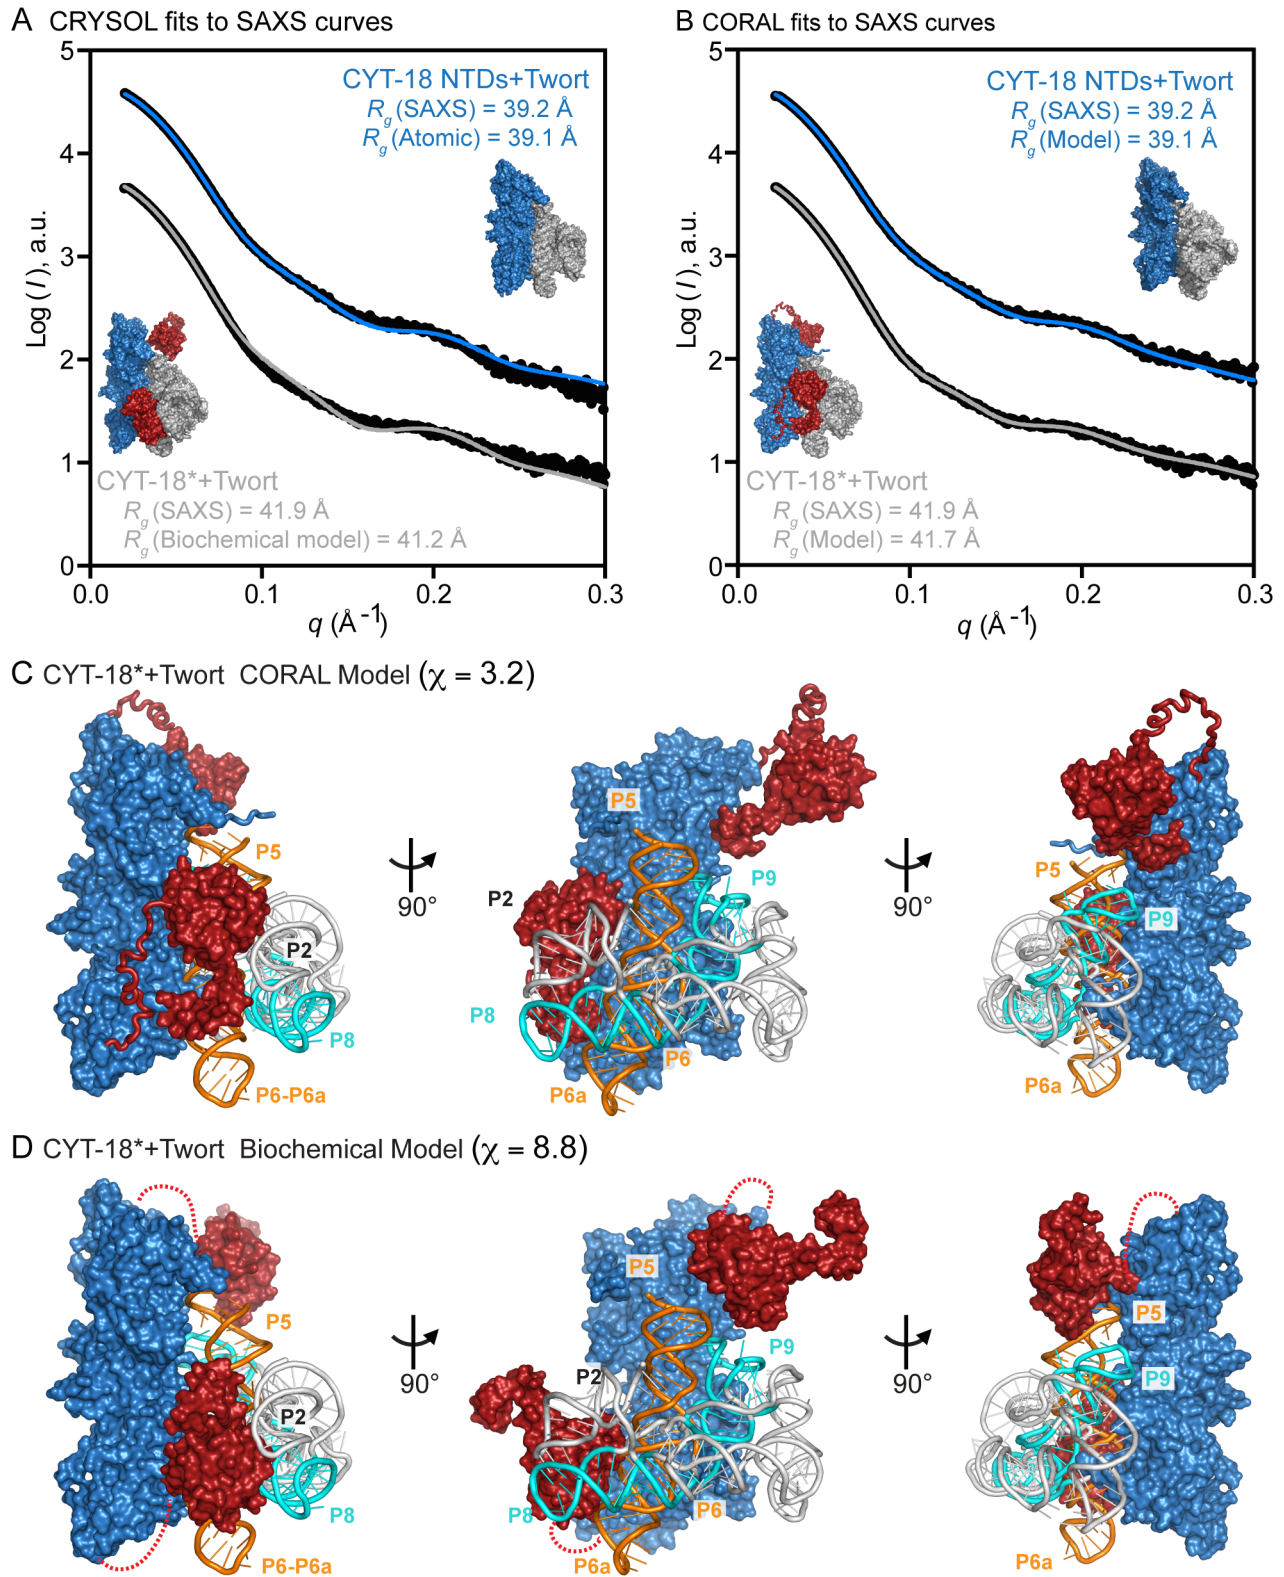 A CRYSOL fits to SAXS curves
5
4
3
2
1
0
Log (I), a.u.
CYT-18 NTDs+Twort
Rg (SAXS) = 39.2 Å
Rg (Atomic) = 39.1 Å
CYT-18*+Twort
Rg (SAXS) = 41.9 Å
Rg (Biochemical model) = 41.2 Å
0.0 0.1 0.2 0.3
q (Å-1)
B CORAL fits to SAXS curves
5
4
3
2
1
0
Log (I), a.u.
CYT-18 NTDs+Twort
Rg (SAXS) = 39.2 Å
Rg (Model) = 39.1 Å
CYT-18*+Twort
Rg (SAXS) = 41.9 Å
Rg (Model) = 41.7 Å
0.0 0.1 0.2 0.3
q (Å-1)
C CYT-18*+Twort CORAL Model (χ = 3.2)
P5
P2
P8
P6-P6a
90°
P5
P9
P2
P8
P6
P6a
90°
P5
P9
P6a
D CYT-18*+Twort Biochemical Model (χ = 8.8)
P5
P2
P8
P6-P6a
90°
P5
P9
P2
P8
P6
P6a
90°
P5
P9
P6a